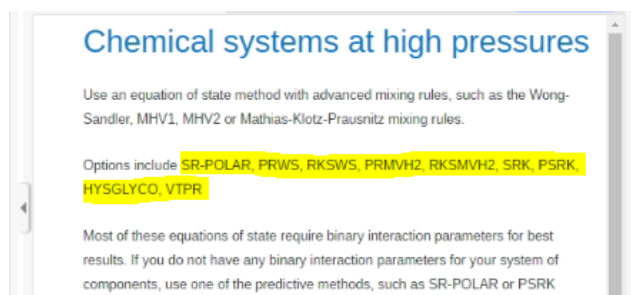 Chemical systems at high pressures
Use an equation of state method with advanced mixing rules, such as the Wong-
Sandler, MHV1, MHV2 or Mathias-Klotz-Prausnitz mixing rules.
Options include SR-POLAR, PRWS, RKSWS, PRMVH2, RKSMVH2, SRK, PSRK,
HYSGLYCO, VTPR
Most of these equations of state require binary interaction parameters for best
results. If you do not have any binary interaction parameters for your system of
components, use one of the predictive methods, such as SR-POLAR or PSRK